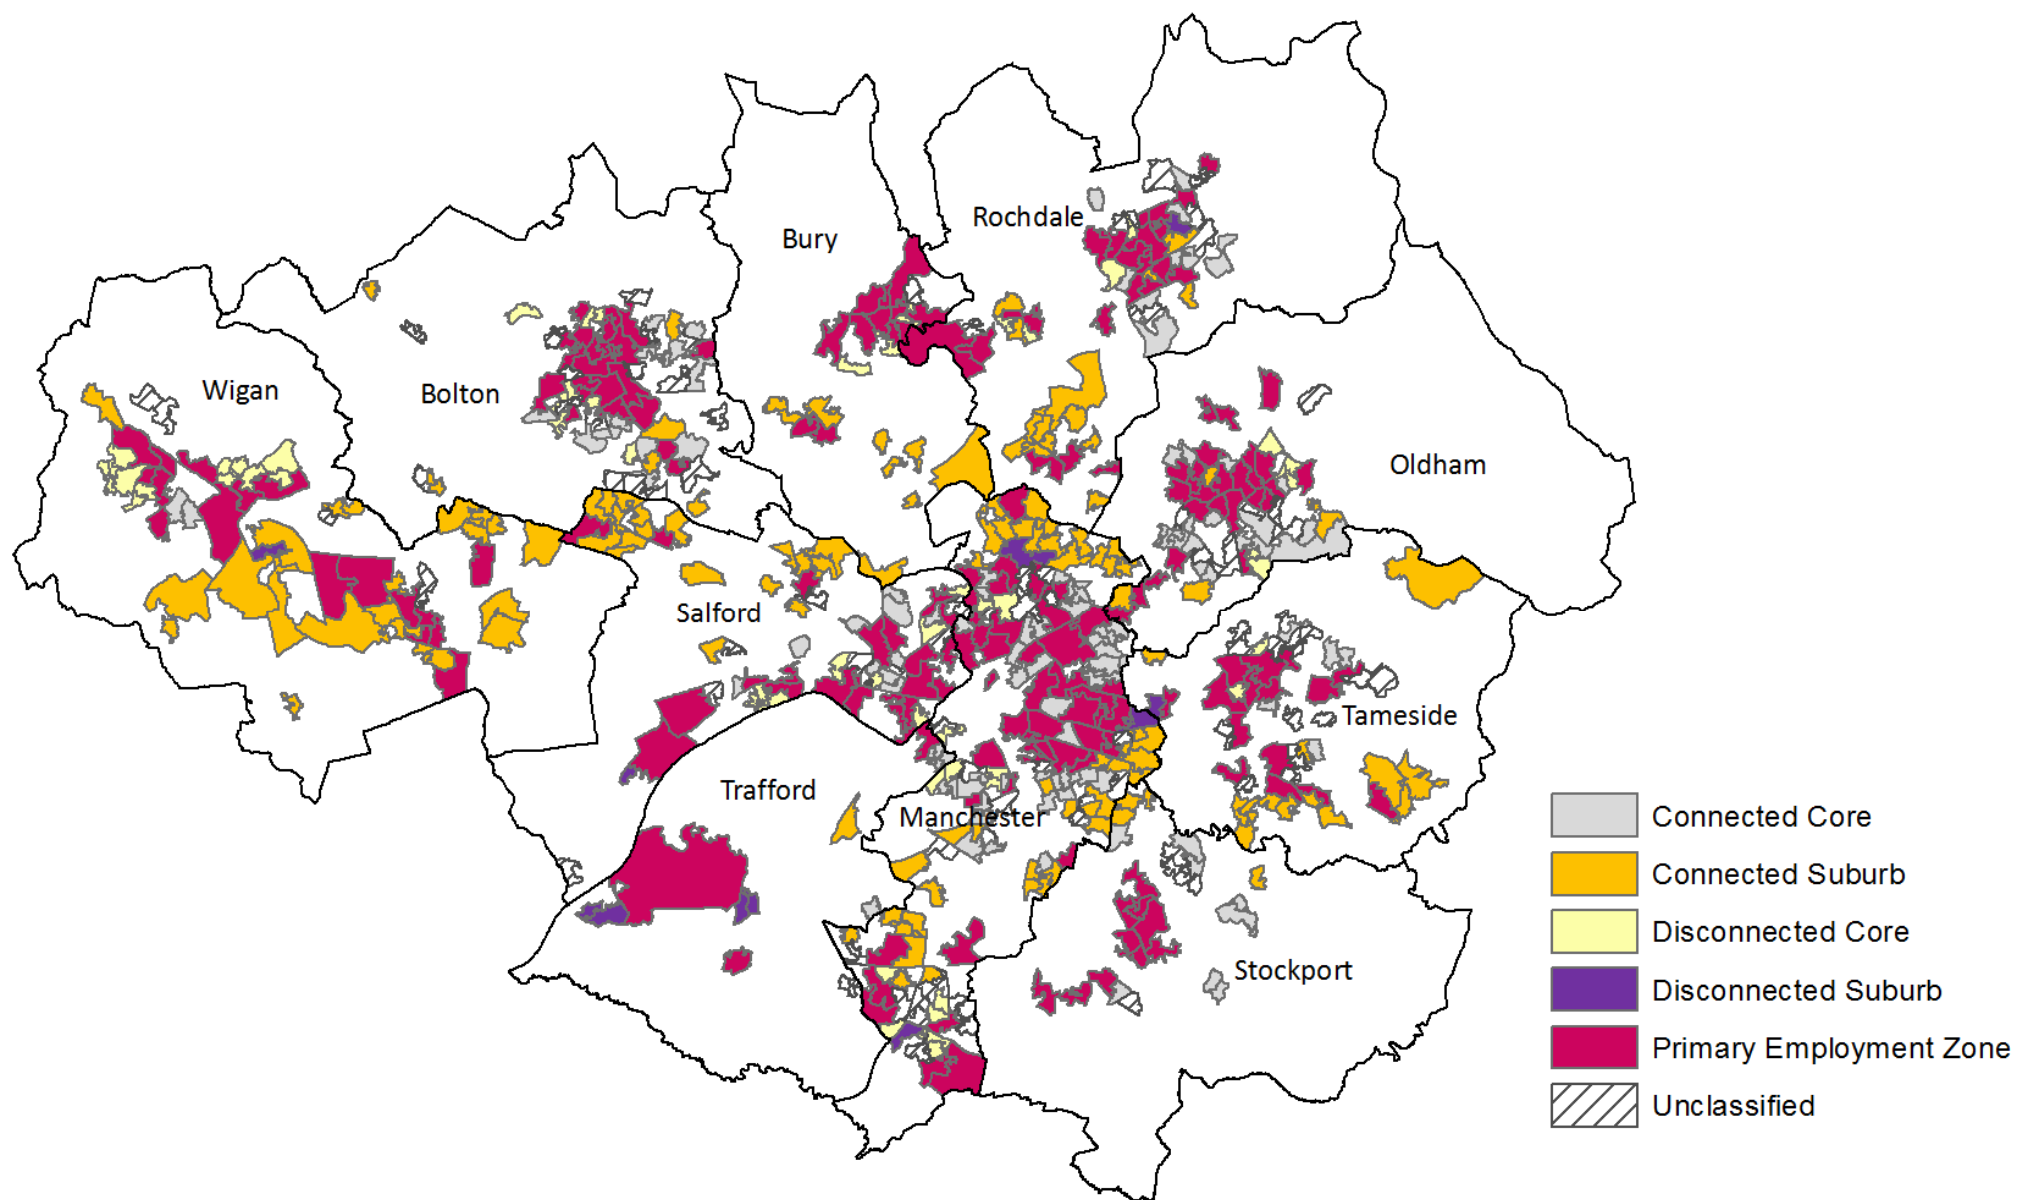 Rochdale
Bury
Wigan
Bolton
Oldham
Salford
Tameside
Trafford
Manchester
Stockport
Connected Core
Connected Suburb
Disconnected Core
Disconnected Suburb
Primary Employment Zone
Unclassified